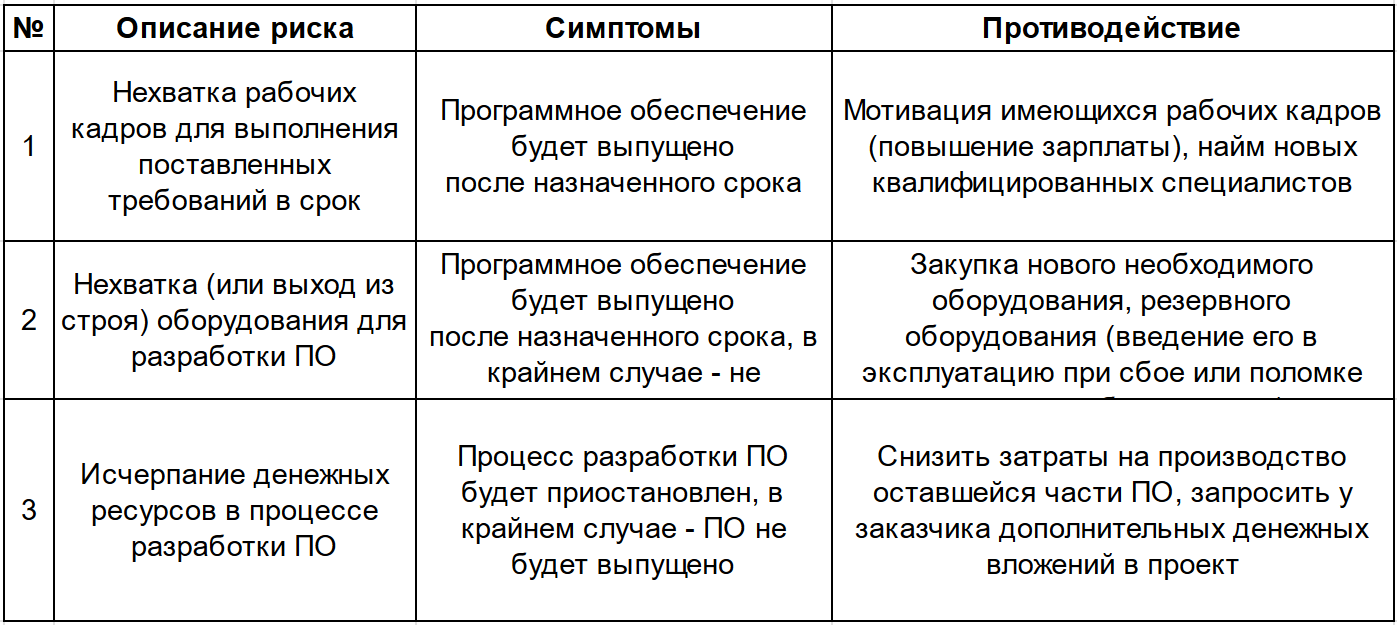 № Описание риска Симптомы Противодействие
1
Нехватка рабочих
кадров для выполнения
поставленных
требований в срок
Программное обеспечение
будет выпущено
после назначенного срока
Мотивация имеющихся рабочих кадров
(повышение зарплаты), найм новых
квалифицированных специалистов
2
Нехватка (или выход из
строя) оборудования для
разработки ПО
Программное обеспечение
будет выпущено
после назначенного срока, в
крайнем случае - не
Закупка нового необходимого
оборудования, резервного
оборудования (введение его в
эксплуатацию при сбое или поломке
3
Исчерпание денежных
ресурсов в процессе
разработки ПО
Процесс разработки ПО
будет приостановлен, в
крайнем случае - ПО не
будет выпущено
Снизить затраты на производство
оставшейся части ПО, запросить у
заказчика дополнительных денежных
вложений в проект